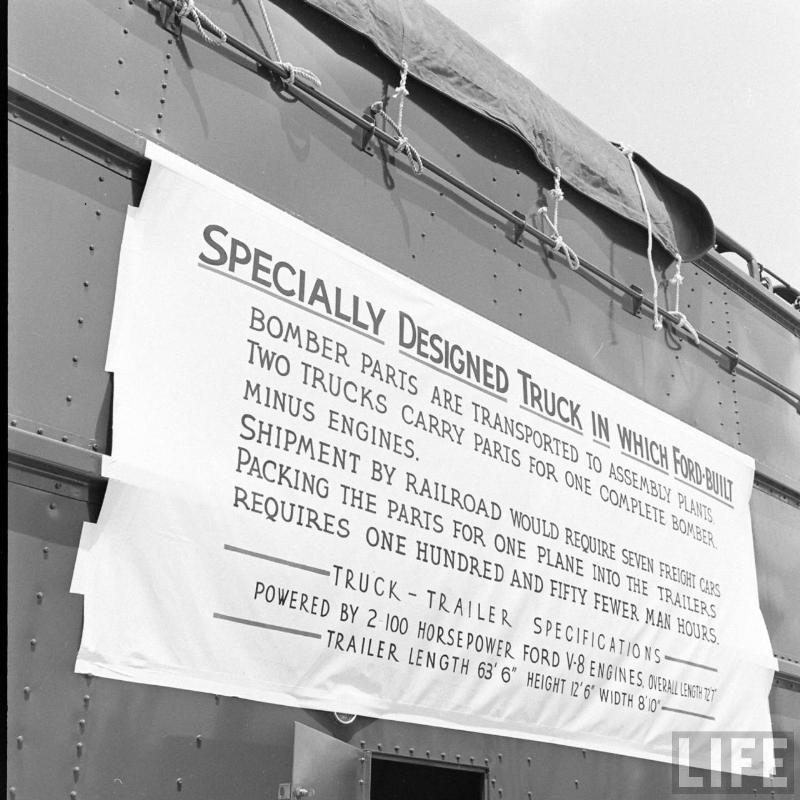 SPECIALLY DESIGNED TRUCK IN WHICH FORD-BUILT
BOMBER PARTS ARE TRANSPORTED TO ASSEMBLY PLANTS.
TWO TRUCKS CARRY PARTS FOR ONE COMPLETE BOMBER.
MINUS ENGINES.
SHIPMENT BY RAILROAD WOULD REQUIRE SEVEN FREIGHT CARS
PACKING THE PARTS FOR ONE PLANE INTO THE TRAILERS
REQUIRES ONE HUNDRED AND FIFTY FEWER MAN HOURS.
TRUCK-TRAILER SPECIFICATIONS
POWERED BY 2-100 HORSEPOWER FORD V-8 ENGINES, OVERALL LENGTH 72'7"
TRAILER LENGTH 63'6" HEIGHT 12'6" WIDTH 8'10"
LIFE